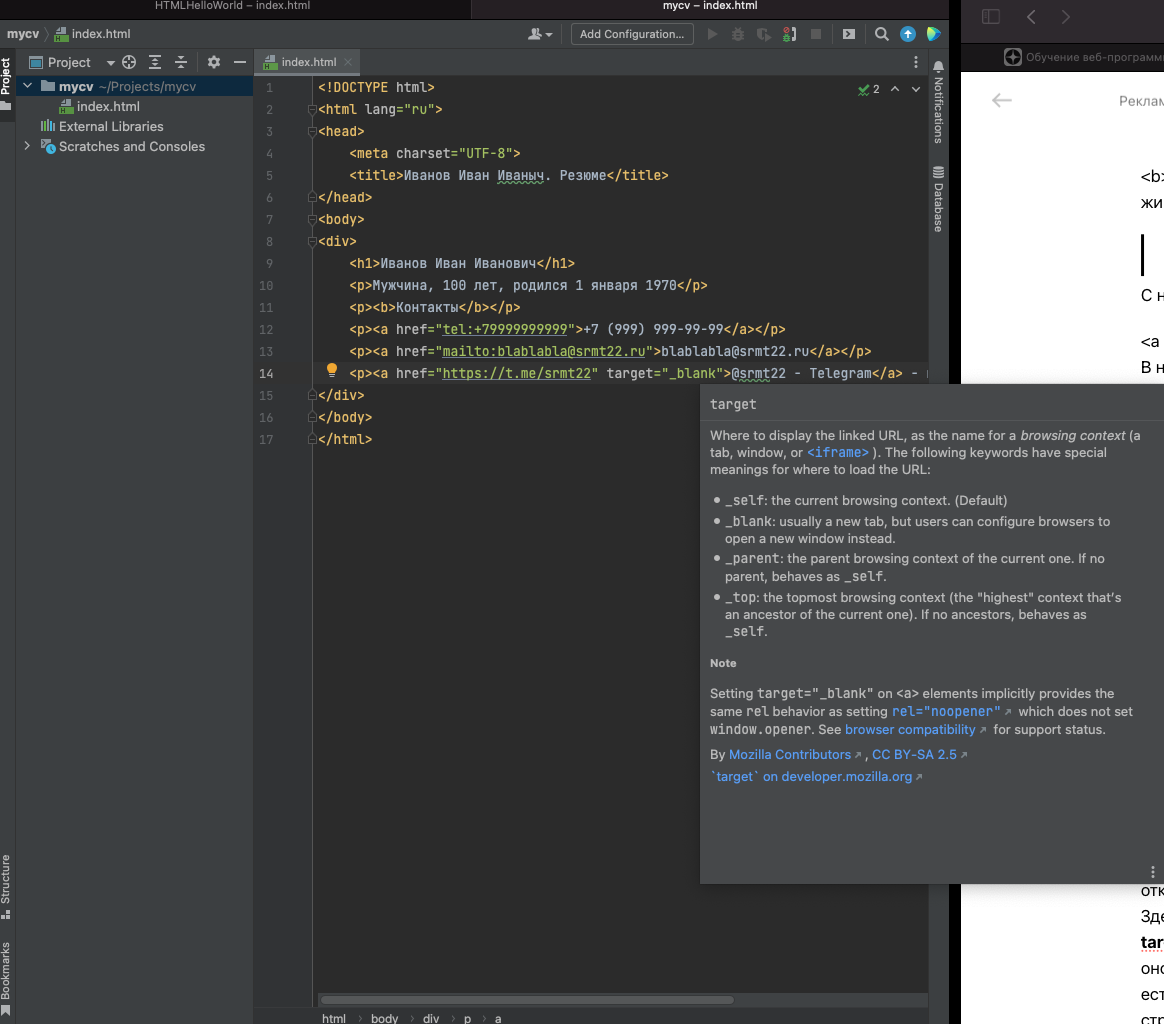 HTMLHelloWorld – index.html
mycv – index.html
mycv
index.html
Add Configuration...
Project
Project
mycv ~/Projects/mycv
index.html
External Libraries
Scratches and Consoles
Structure
Bookmarks
index.html
2
1 <!DOCTYPE html>
2 <html lang="ru">
3 <head>
4 <meta charset="UTF-8">
5 <title>Иванов Иван Иваныч. Резюме</title>
6 </head>
7 <body>
8 <div>
9 <h1>Иванов Иван Иванович</h1>
10 <p>Мужчина, 100 лет, родился 1 января 1970</p>
11 <p><b>Контакты</b></p>
12 <p><a href="tel:+79999999999">+7 (999) 999-99-99</a></p>
13 <p><a href="mailto:blablabla@srmt22.ru">blablabla@srmt22.ru</a></p>
14 <p><a href="https://t.me/srmt22" target="_blank">@srmt22 - Telegram</a> -
15 </div>
16 </body>
17 </html>
Notifications
Database
target
Where to display the linked URL, as the name for a browsing context (a
tab, window, or <iframe> ). The following keywords have special
meanings for where to load the URL:
• _self: the current browsing context. (Default)
• _blank: usually a new tab, but users can configure browsers to
open a new window instead.
• _parent: the parent browsing context of the current one. If no
parent, behaves as _self.
• _top: the topmost browsing context (the "highest" context that's
an ancestor of the current one). If no ancestors, behaves as
_self.
Note
Setting target="_blank" on <a> elements implicitly provides the
same rel behavior as setting rel="noopener" which does not set
window.opener. See browser compatibility for support status.
By Mozilla Contributors , CC BY-SA 2.5
`target` on developer.mozilla.org
html > body > div > p > a
Обучение веб-программи
Реклам
<b>
жи
С н
<a
В н
отк
Зде
tar
оно
ест
стр